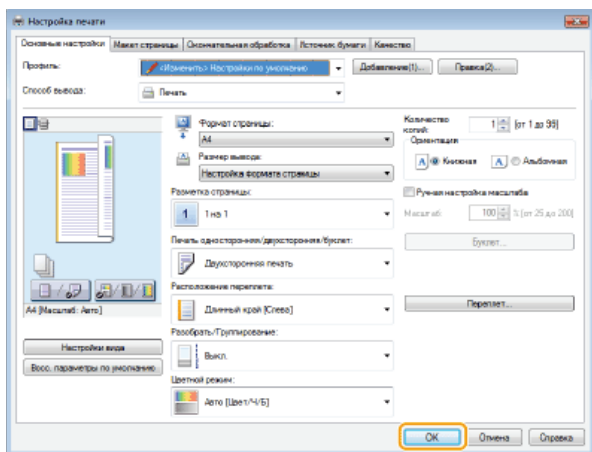 Настройка печати
Основные настройки Макет страницы Окончательная обработка Источник бумаги Качество
Профиль: <Изменить> Настройки по умолчанию Добавление(1)... Правка(2)...
Способ вывода: Печать
Формат страницы:
A4
Размер вывода:
Настройка формата страницы
Разметка страницы:
1 1 на 1
Печать односторонняя/двухсторонняя/буклет:
Двухсторонняя печать
Расположение переплета:
Длинный край [Слева]
Разобрать/Группирование:
Выкл.
Цветной режим:
Авто [Цвет/Ч/Б]
Количество копий: 1 [от 1 до 99]
Ориентация
A Книжная A Альбомная
Ручная настройка масштаба
Масштаб: 100 % [от 25 до 200]
Буклет...
Переплет...
A4 [Масштаб: Авто]
Настройки вида
Восс. параметры по умолчанию
OK Отмена Справка